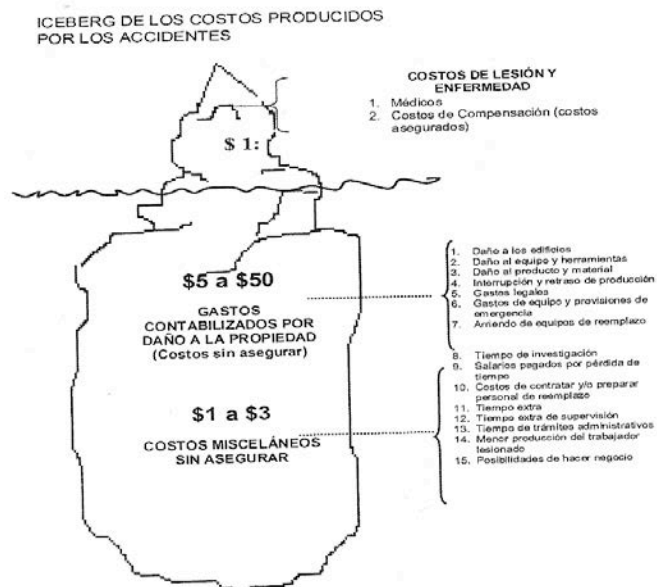 ICEBERG DE LOS COSTOS PRODUCIDOS
POR LOS ACCIDENTES
COSTOS DE LESIÓN Y
ENFERMEDAD
1. Médicos
2. Costos de Compensación (costos
asegurados)
$ 1:
$5 a $50
GASTOS
CONTABILIZADOS POR
DAÑO A LA PROPIEDAD
(Costos sin asegurar)
1. Daño a los edificios
2. Daño al equipo y herramientas
3. Daño al producto y material
4. Interrupción y retraso de producción
5. Gastos legales
6. Gastos de equipo y provisiones de
emergencia
7. Arriendo de equipos de reemplazo
$1 a $3
COSTOS MISCELÁNEOS
SIN ASEGURAR
8. Tiempo de investigación
9. Salarios pagados por pérdida de
tiempo
10. Costos de contratar y/o preparar
personal de reemplazo
11. Tiempo extra
12. Tiempo extra de supervisión
13. Tiempo de trámites administrativos
14. Menor producción del trabajador
lesionado
15. Posibilidades de hacer negocio